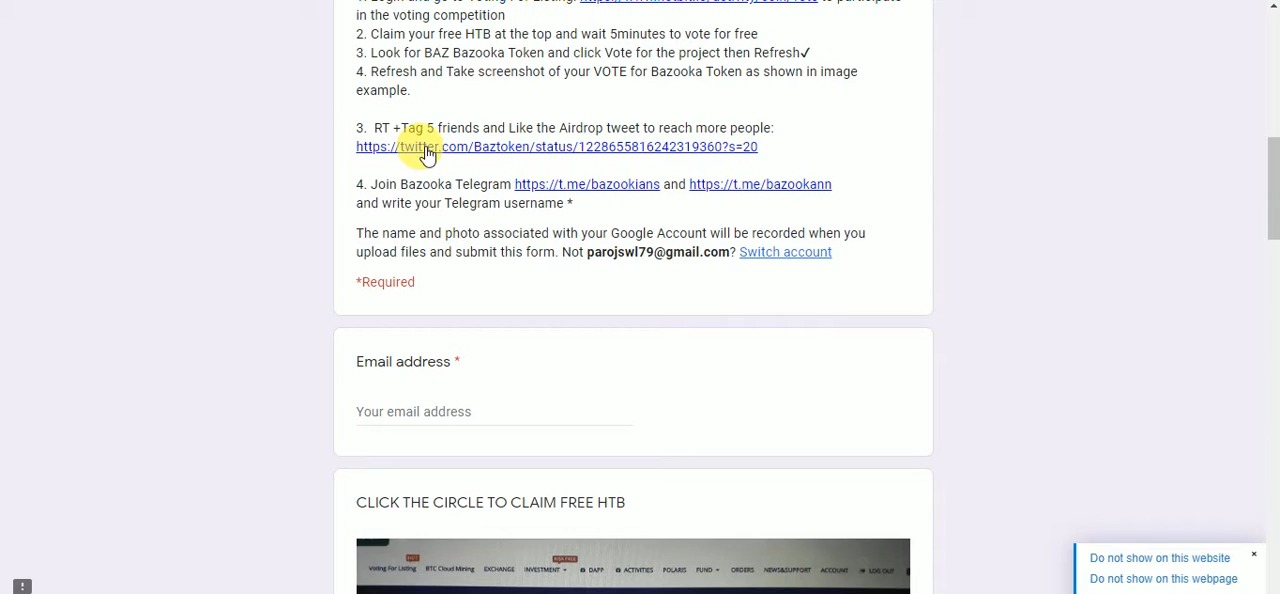 in the voting competition
2. Claim your free HTB at the top and wait 5minutes to vote for free
3. Look for BAZ Bazooka Token and click Vote for the project then Refresh✓
4. Refresh and Take screenshot of your VOTE for Bazooka Token as shown in image
example.
3.  RT +Tag 5 friends and Like the Airdrop tweet to reach more people:
https://twitter.com/Baztoken/status/1228655816242319360?s=20
4. Join Bazooka Telegram https://t.me/bazookians and https://t.me/bazookann
and write your Telegram username *
The name and photo associated with your Google Account will be recorded when you
upload files and submit this form. Not parojswl79@gmail.com? Switch account
*Required
Email address *
Your email address
CLICK THE CIRCLE TO CLAIM FREE HTB
Voting For Listing BTC Cloud Mining EXCHANGE INVESTMENT DAPP ACTIVITIES POLARIS FUND ORDERS NEWS&SUPPORT ACCOUNT LOG OUT
Do not show on this website
Do not show on this webpage